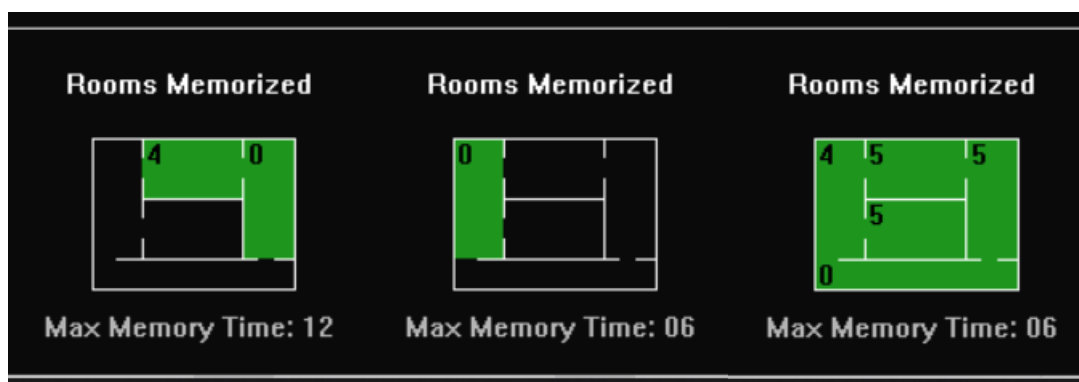 Rooms Memorized Rooms Memorized Rooms Memorized
4 0 0 4 5 5
5
0
Max Memory Time: 12 Max Memory Time: 06 Max Memory Time: 06